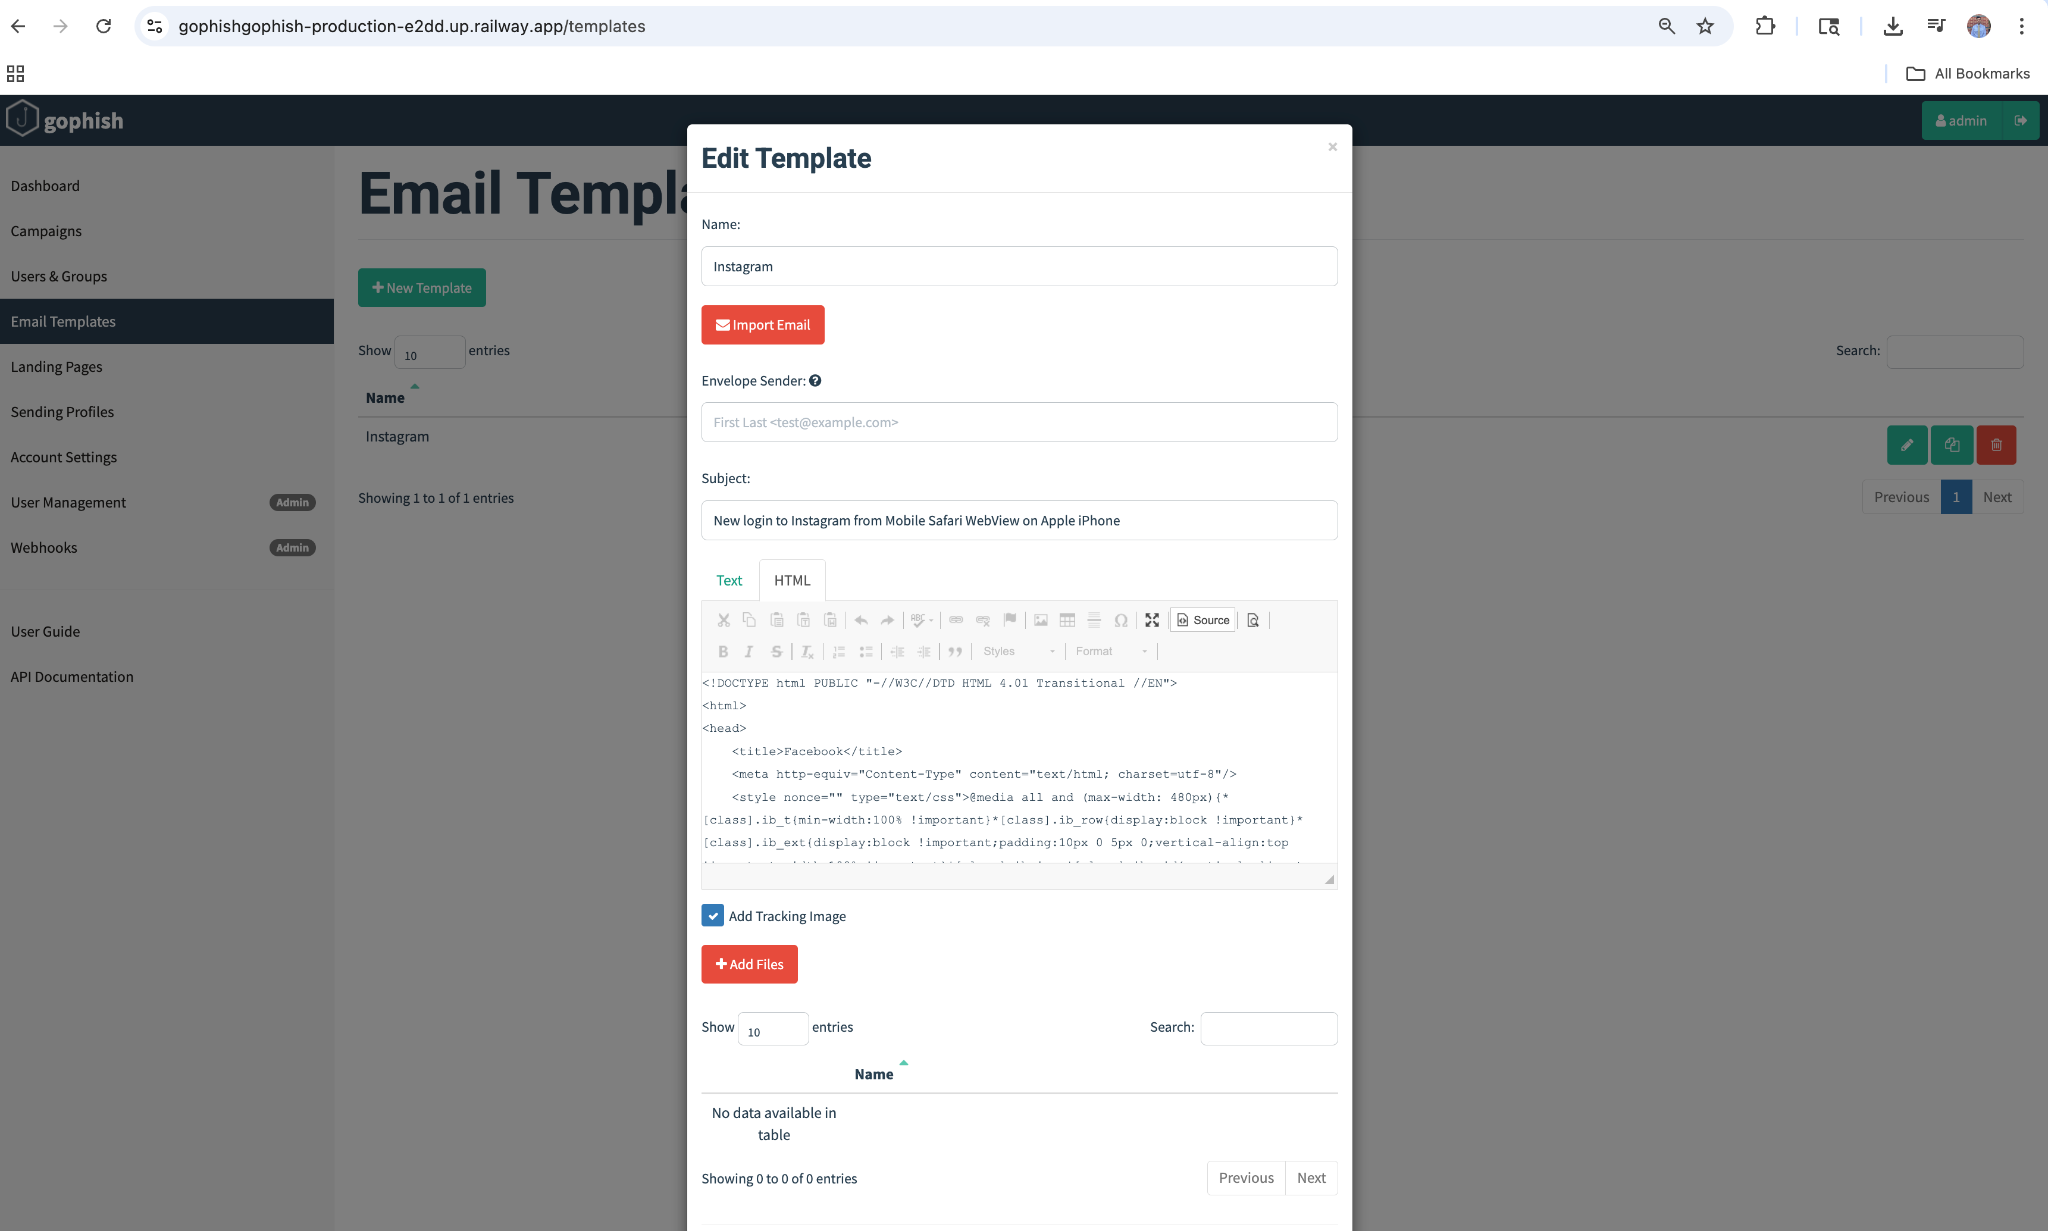 gophishgophish-production-e2dd.up.railway.app/templates
All Bookmarks
gophish
admin
Dashboard
Campaigns
Users & Groups
Email Templates
Landing Pages
Sending Profiles
Account Settings
User Management Admin
Webhooks Admin
User Guide
API Documentation
Email Templa
New Template
Show 10 entries
Search:
Name
Instagram
Showing 1 to 1 of 1 entries
Previous 1 Next
Edit Template
×
Name:
Instagram
Import Email
Envelope Sender:
First Last <test@example.com>
Subject:
New login to Instagram from Mobile Safari WebView on Apple iPhone
Text HTML
Source
Styles Format
<!DOCTYPE html PUBLIC "-//W3C//DTD HTML 4.01 Transitional //EN">
<html>
<head>
<title>Facebook</title>
<meta http-equiv="Content-Type" content="text/html; charset=utf-8"/>
<style nonce="" type="text/css">@media all and (max-width: 480px){*
[class].ib_t{min-width:100% !important}*[class].ib_row{display:block !important}*
[class].ib_ext{display:block !important;padding:10px 0 5px 0;vertical-align:top
Add Tracking Image
Add Files
Show 10 entries
Search:
Name
No data available in
table
Showing 0 to 0 of 0 entries
Previous Next